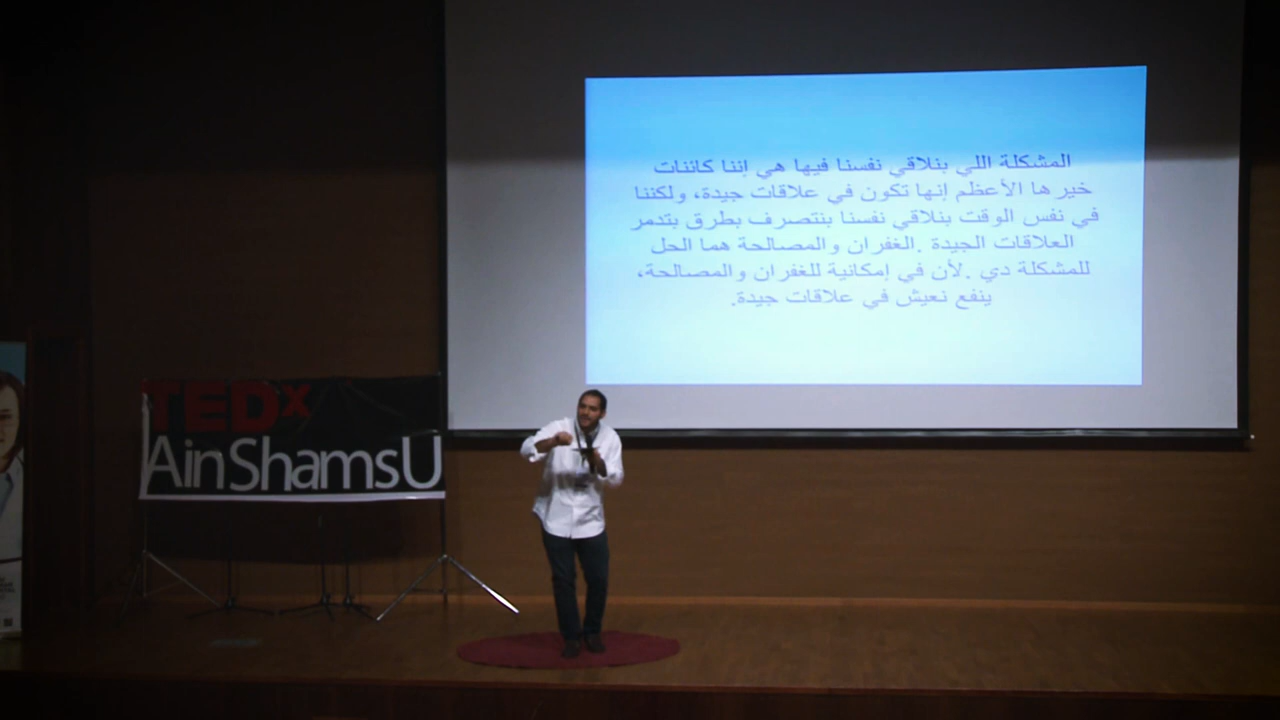 المشكلة اللي بنلاقي نفسنا فيها هي إننا كائنات
خيرها الأعظم إنها تكون في علاقات جيدة، ولكننا
في نفس الوقت بنلاقي نفسنا بنتصرف بطرق بتدمر
العلاقات الجيدة .الغفران والمصالحة هما الحل
للمشكلة دي .لأن في إمكانية للغفران والمصالحة،
ينفع نعيش في علاقات جيدة.
TEDx
AinShamsU